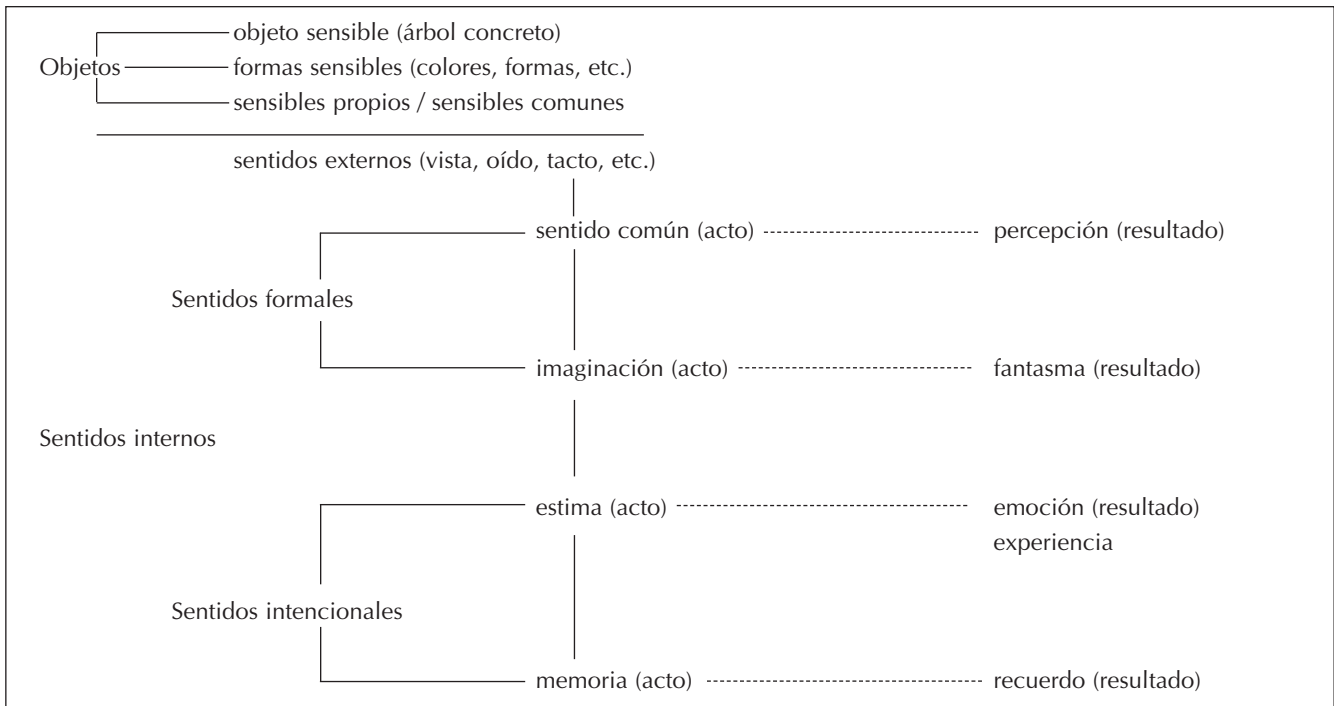 objeto sensible (árbol concreto)
Objetos formas sensibles (colores, formas, etc.)
sensibles propios / sensibles comunes
sentidos externos (vista, oído, tacto, etc.)
sentido común (acto) percepción (resultado)
Sentidos formales
imaginación (acto) fantasma (resultado)
Sentidos internos
estima (acto) emoción (resultado)
experiencia
Sentidos intencionales
memoria (acto) recuerdo (resultado)